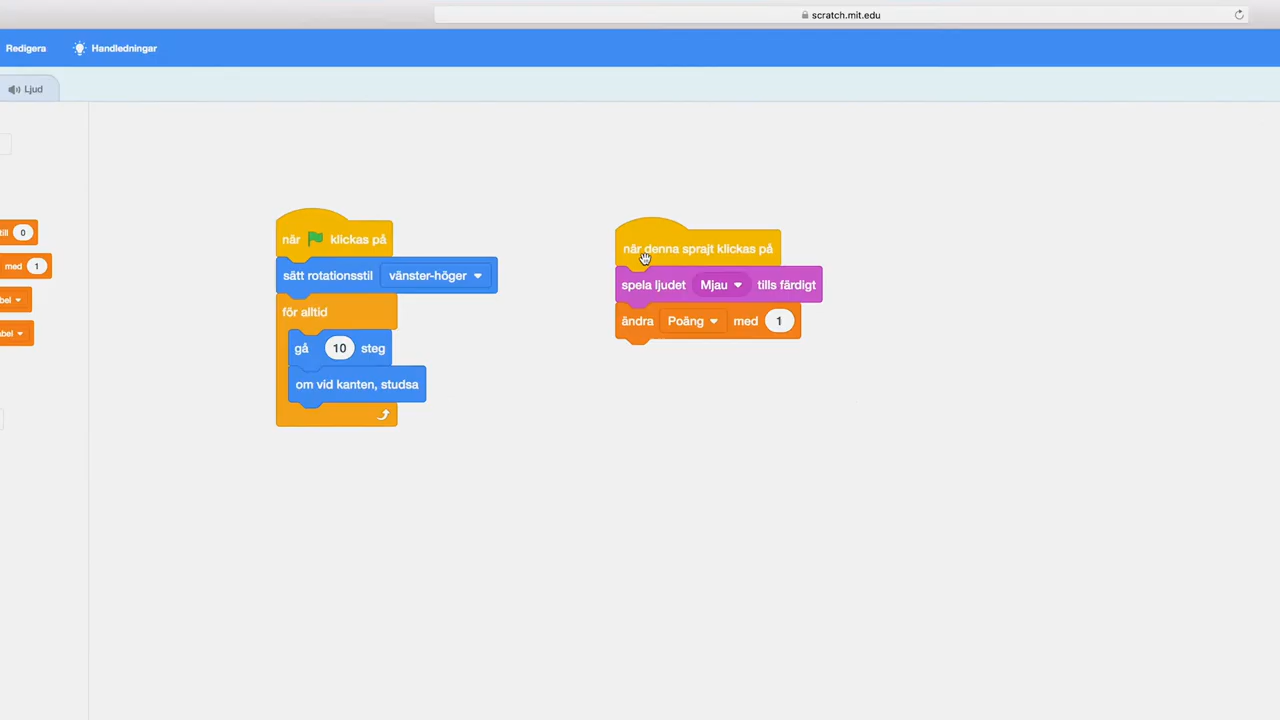 scratch.mit.edu
Redigera Handledningar
Ljud
till 0
med 1
när klickas på
sätt rotationsstil vänster-höger
för alltid
gå 10 steg
om vid kanten, studsa
när denna sprajt klickas på
spela ljudet Mjau tills färdigt
ändra Poäng med 1